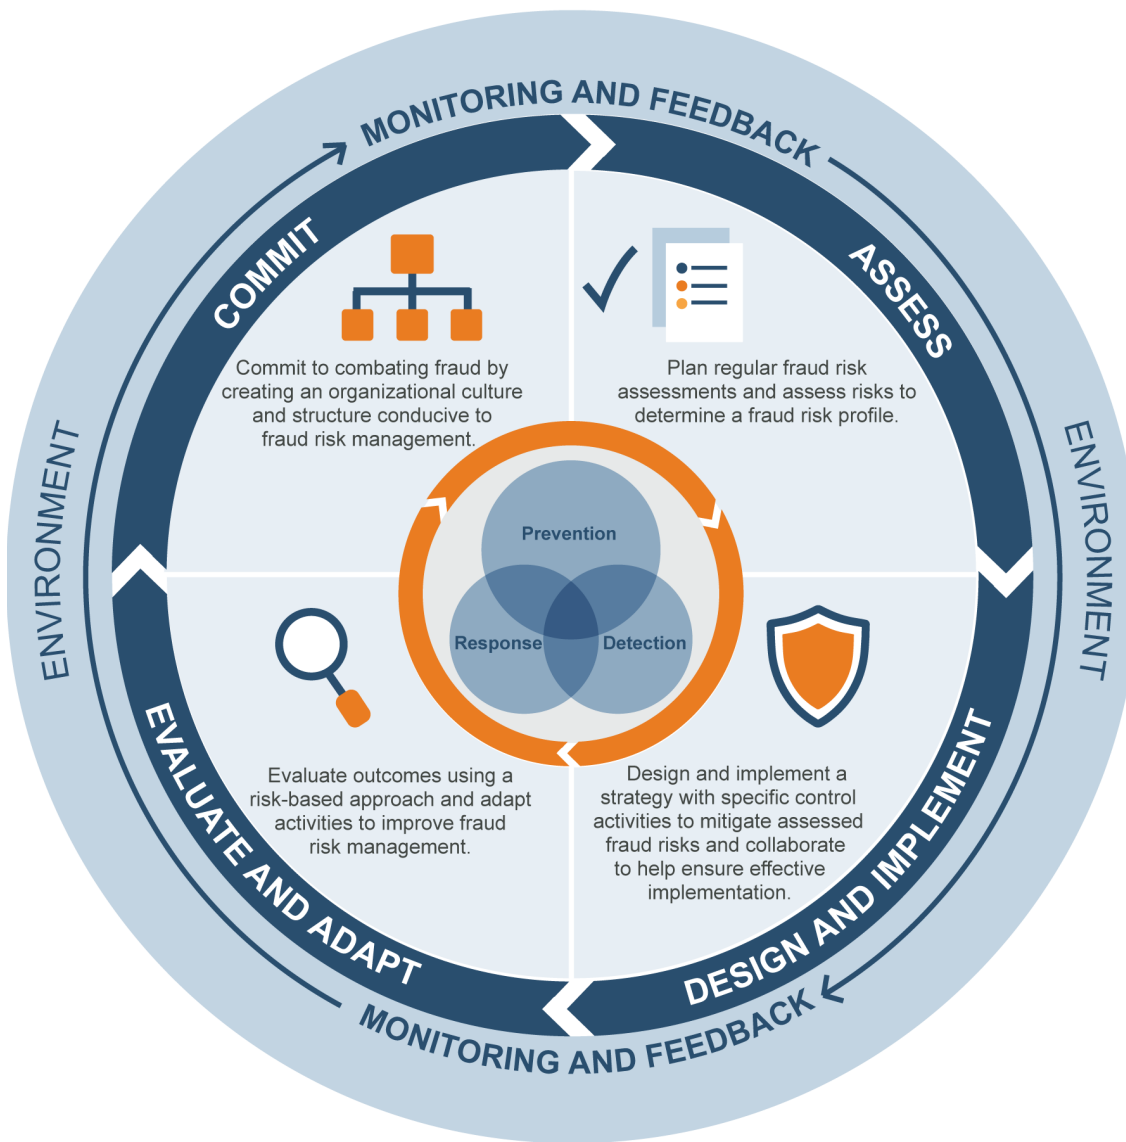 MONITORING AND FEEDBACK
COMMIT
ASSESS
Commit to combating fraud by
creating an organizational culture
and structure conducive to
fraud risk management.
Plan regular fraud risk
assessments and assess risks to
determine a fraud risk profile.
ENVIRONMENT
ENVIRONMENT
Prevention
Response
Detection
Evaluate outcomes using a
risk-based approach and adapt
activities to improve fraud
risk management.
Design and implement a
strategy with specific control
activities to mitigate assessed
fraud risks and collaborate
to help ensure effective
implementation.
EVALUATE AND ADAPT
DESIGN AND IMPLEMENT
MONITORING AND FEEDBACK